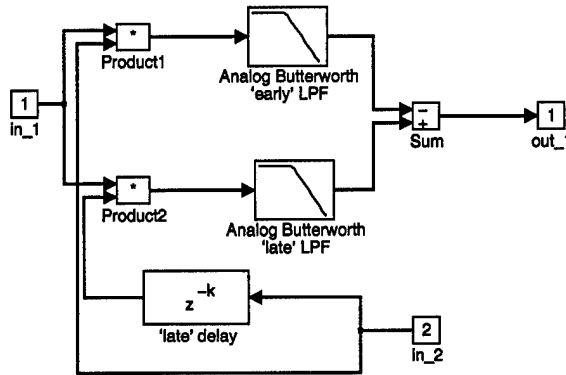 *
Product1
Analog Butterworth
'early' LPF
1
in_1
−
+
Sum
1
out_1
*
Product2
Analog Butterworth
'late' LPF
z -k
'late' delay
2
in_2